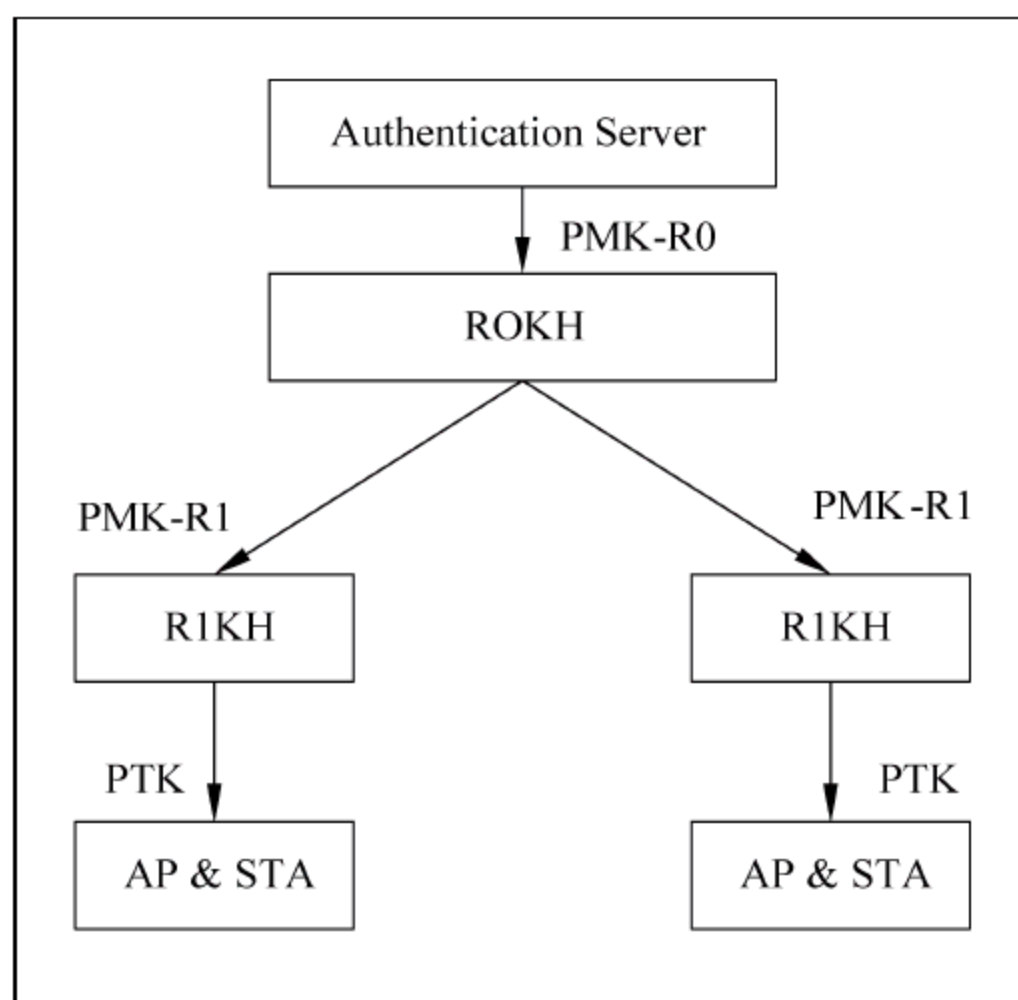 Authentication Server
PMK-R0
ROKH
PMK-R1
PMK-R1
R1KH
R1KH
PTK
PTK
AP & STA
AP & STA